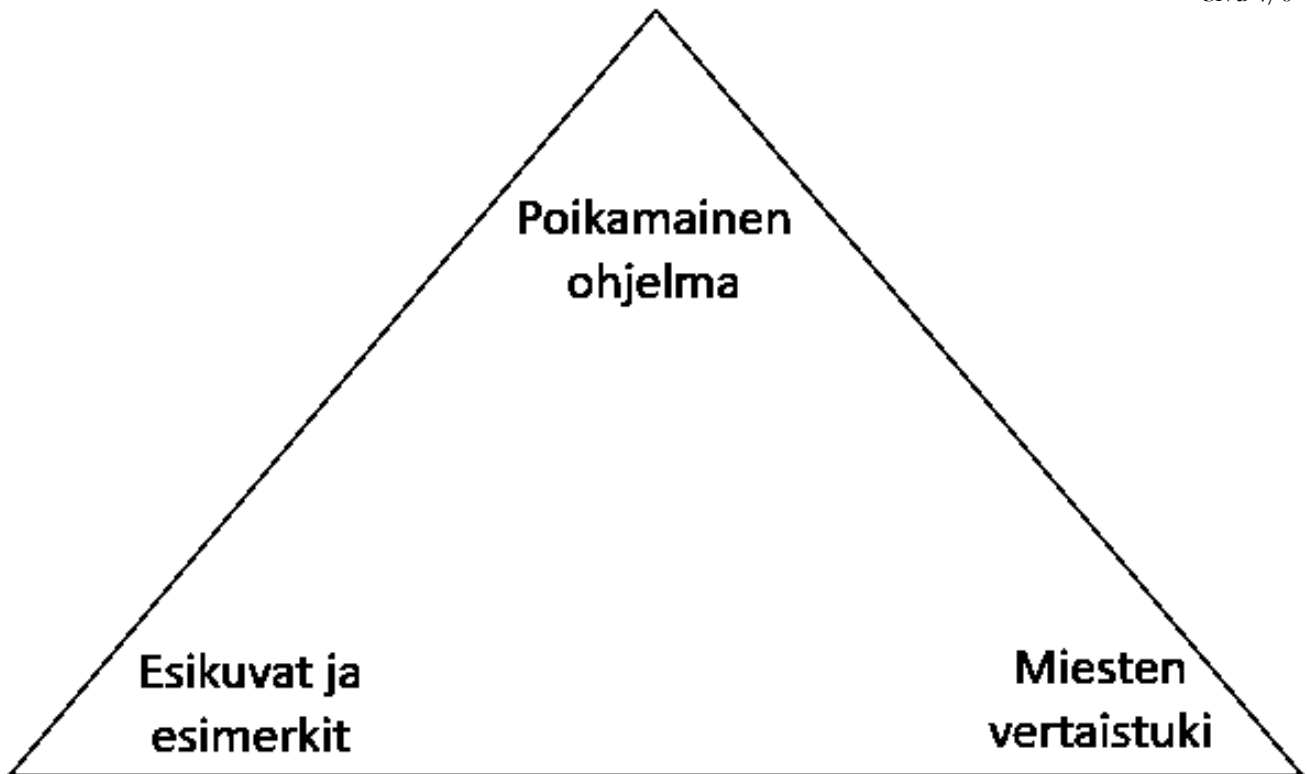 Poikamainen
ohjelma
Esikuvat ja
esimerkit
Miesten
vertaistuki